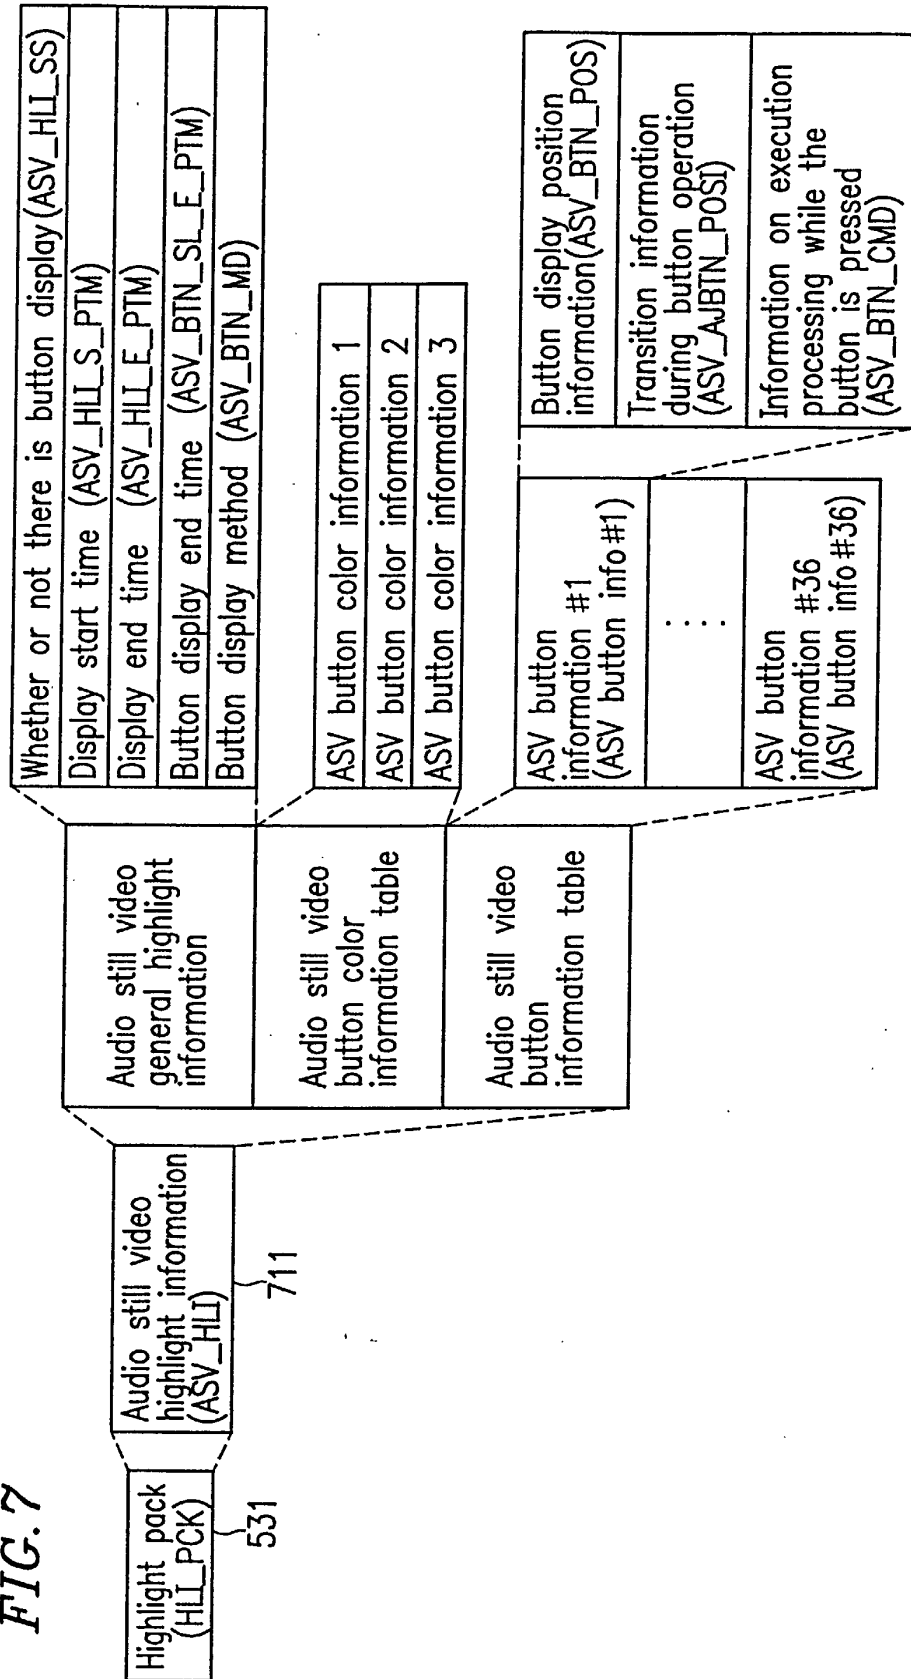 FIG. 7
Highlight pack
(HLI_PCK)
531
Audio still video
highlight information
(ASV_HLI)
711
Audio still video
general highlight
information
Audio still video
button color
information table
Audio still video
button
information table
Whether or not there is button display(ASV_HLI_SS)
Display start time (ASV_HLI_S_PTM)
Display end time (ASV_HLI_E_PTM)
Button display end time (ASV_BTN_SL_E_PTM)
Button display method (ASV_BTN_MD)
ASV button color information 1
ASV button color information 2
ASV button color information 3
ASV button
information #1
(ASV button info#1)
....
ASV button
information #36
(ASV button info#36)
Button display position
information(ASV_BTN_POS)
Transition information
during button operation
(ASV_AJBTN_POSI)
Information on execution
processing while the
button is pressed
(ASV_BTN_CMD)